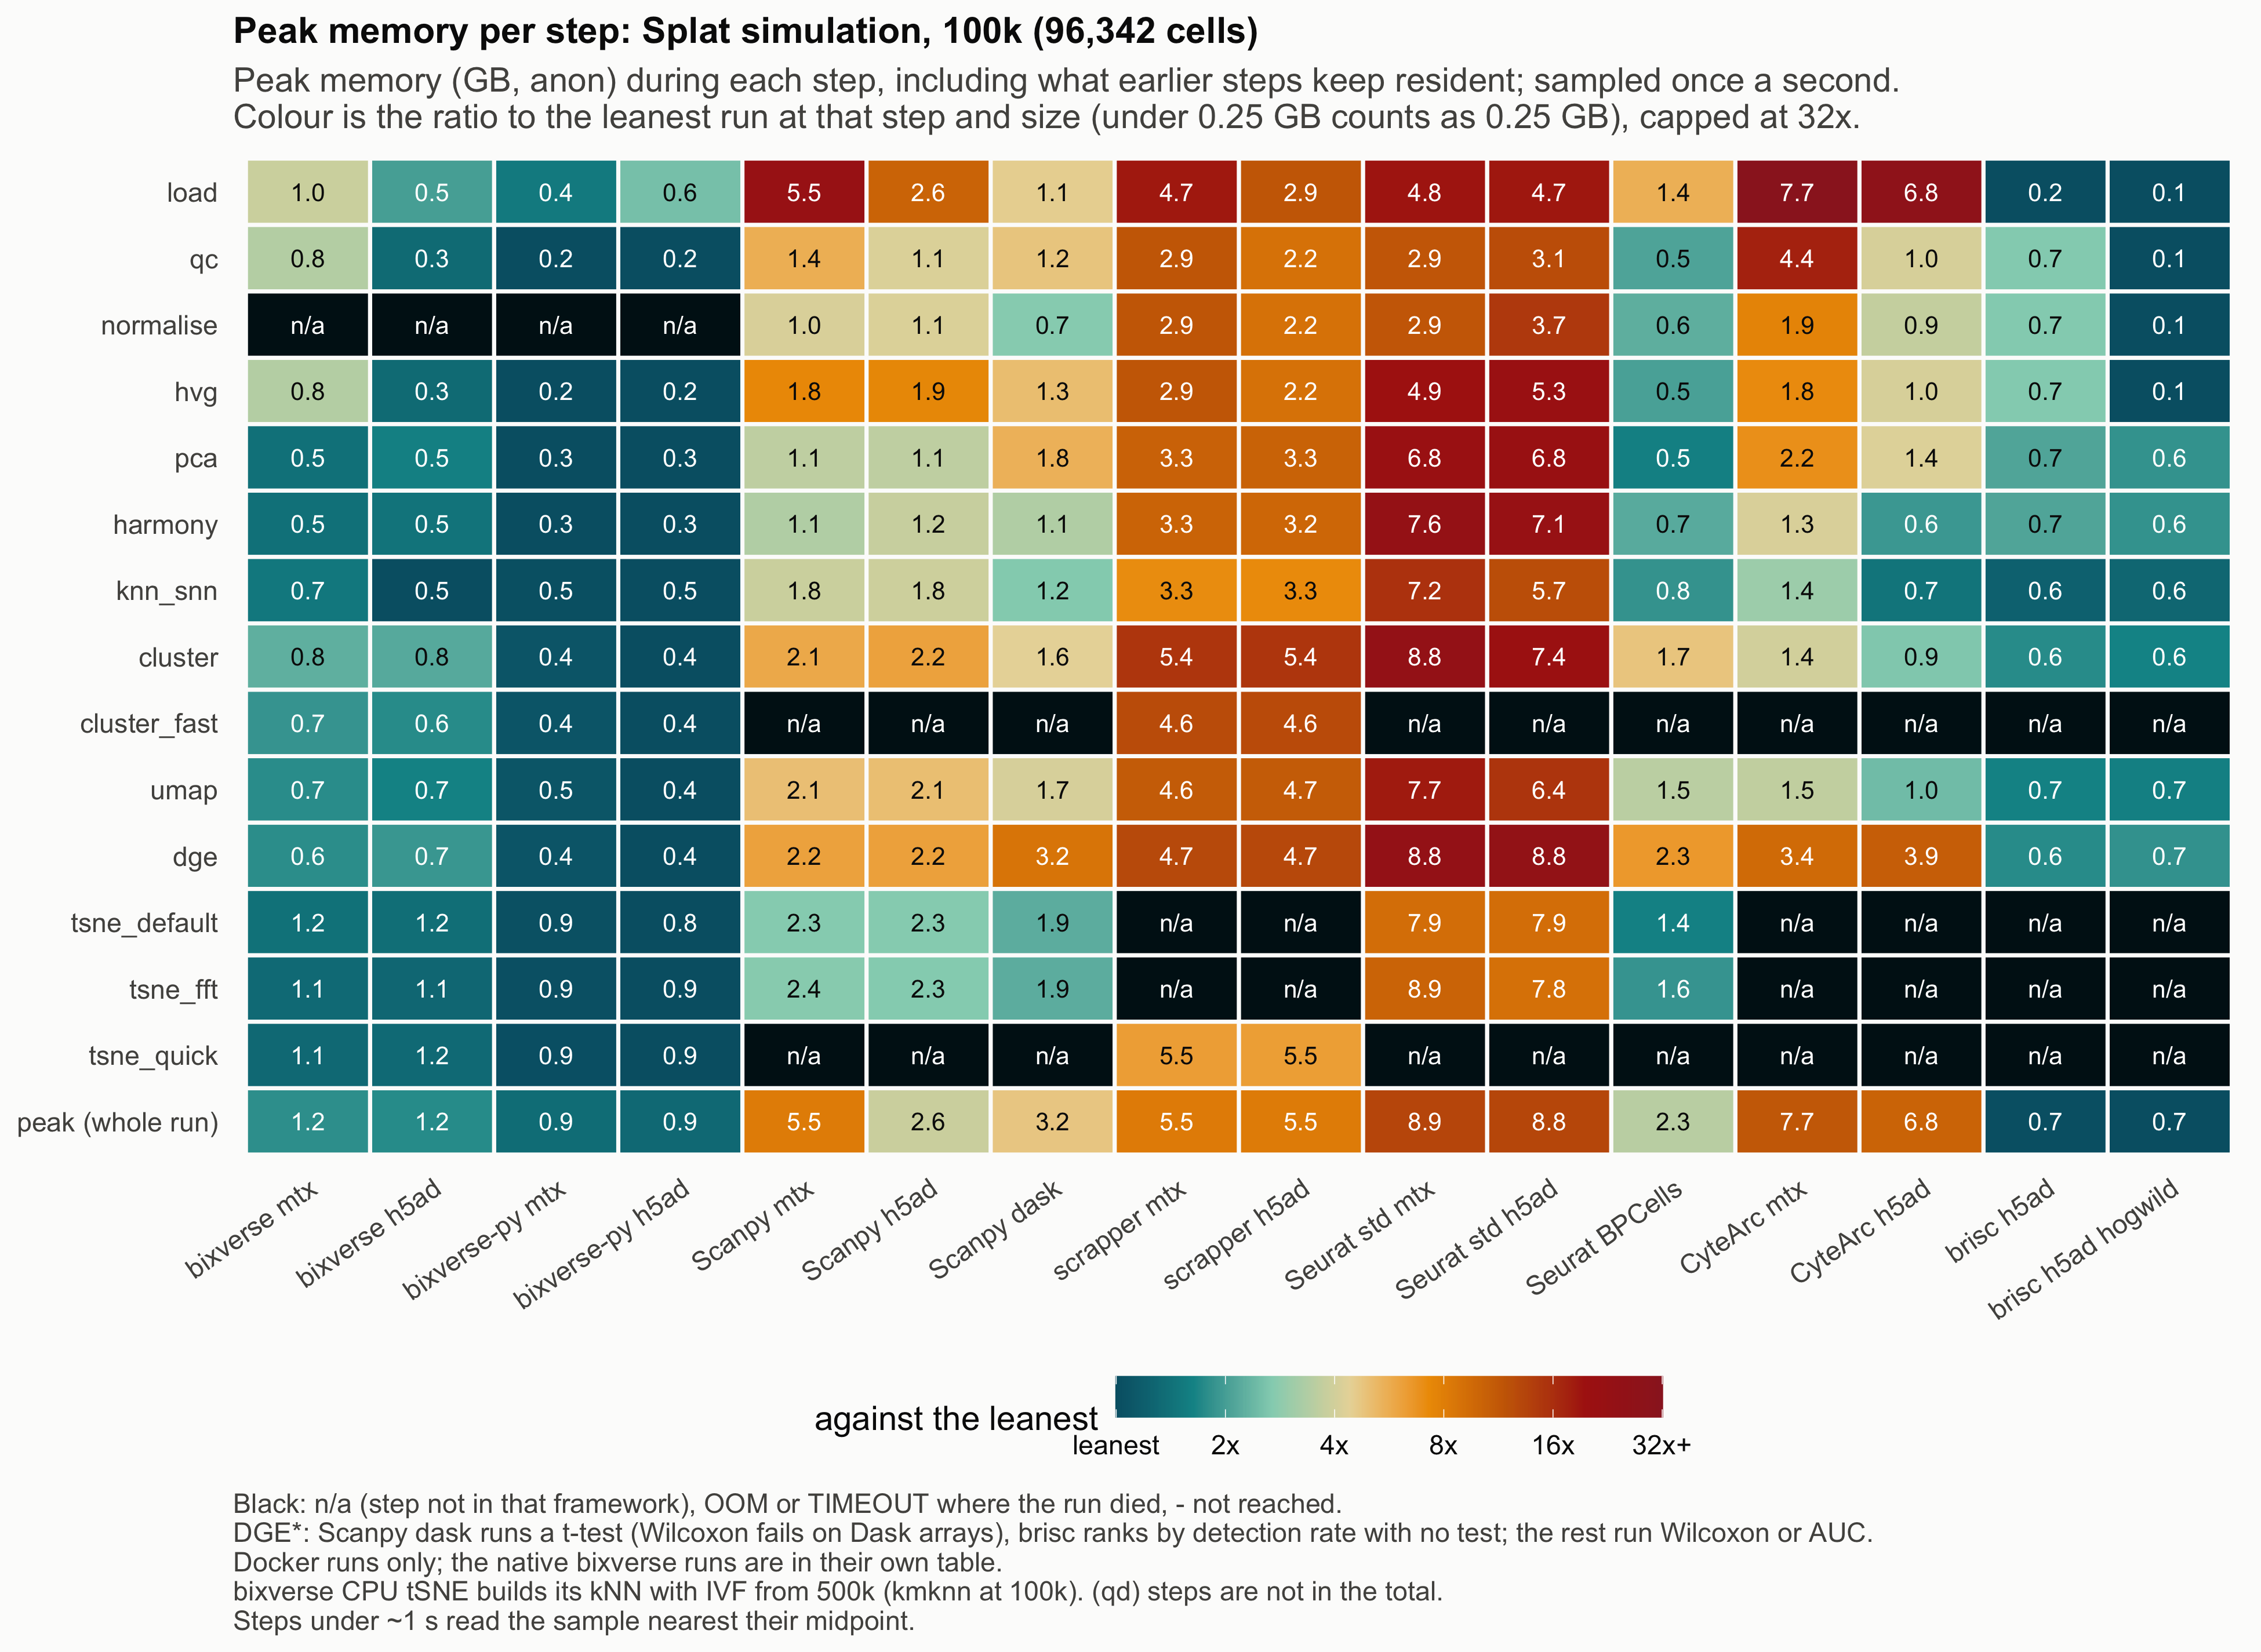 Peak memory per step: Splat simulation, 100k (96,342 cells)
Peak memory (GB, anon) during each step, including what earlier steps keep resident; sampled once a second.
Colour is the ratio to the leanest run at that step and size (under 0.25 GB counts as 0.25 GB), capped at 32x.
load 1.0 0.5 0.4 0.6 5.5 2.6 1.1 4.7 2.9 4.8 4.7 1.4 7.7 6.8 0.2 0.1
qc 0.8 0.3 0.2 0.2 1.4 1.1 1.2 2.9 2.2 2.9 3.1 0.5 4.4 1.0 0.7 0.1
normalise n/a n/a n/a n/a 1.0 1.1 0.7 2.9 2.2 2.9 3.7 0.6 1.9 0.9 0.7 0.1
hvg 0.8 0.3 0.2 0.2 1.8 1.9 1.3 2.9 2.2 4.9 5.3 0.5 1.8 1.0 0.7 0.1
pca 0.5 0.5 0.3 0.3 1.1 1.1 1.8 3.3 3.3 6.8 6.8 0.5 2.2 1.4 0.7 0.6
harmony 0.5 0.5 0.3 0.3 1.1 1.2 1.1 3.3 3.2 7.6 7.1 0.7 1.3 0.6 0.7 0.6
knn_snn 0.7 0.5 0.5 0.5 1.8 1.8 1.2 3.3 3.3 7.2 5.7 0.8 1.4 0.7 0.6 0.6
cluster 0.8 0.8 0.4 0.4 2.1 2.2 1.6 5.4 5.4 8.8 7.4 1.7 1.4 0.9 0.6 0.6
cluster_fast 0.7 0.6 0.4 0.4 n/a n/a n/a 4.6 4.6 n/a n/a n/a n/a n/a n/a n/a
umap 0.7 0.7 0.5 0.4 2.1 2.1 1.7 4.6 4.7 7.7 6.4 1.5 1.5 1.0 0.7 0.7
dge 0.6 0.7 0.4 0.4 2.2 2.2 3.2 4.7 4.7 8.8 8.8 2.3 3.4 3.9 0.6 0.7
tsne_default 1.2 1.2 0.9 0.8 2.3 2.3 1.9 n/a n/a 7.9 7.9 1.4 n/a n/a n/a n/a
tsne_fft 1.1 1.1 0.9 0.9 2.4 2.3 1.9 n/a n/a 8.9 7.8 1.6 n/a n/a n/a n/a
tsne_quick 1.1 1.2 0.9 0.9 n/a n/a n/a 5.5 5.5 n/a n/a n/a n/a n/a n/a n/a
peak (whole run) 1.2 1.2 0.9 0.9 5.5 2.6 3.2 5.5 5.5 8.9 8.8 2.3 7.7 6.8 0.7 0.7
bixverse mtx
bixverse h5ad
bixverse-py mtx
bixverse-py h5ad
Scanpy mtx
Scanpy h5ad
Scanpy dask
scrapper mtx
scrapper h5ad
Seurat std mtx
Seurat std h5ad
Seurat BPCells
CyteArc mtx
CyteArc h5ad
brisc h5ad
brisc h5ad hogwild
against the leanest
leanest 2x 4x 8x 16x 32x+
Black: n/a (step not in that framework), OOM or TIMEOUT where the run died, - not reached.
DGE*: Scanpy dask runs a t-test (Wilcoxon fails on Dask arrays), brisc ranks by detection rate with no test; the rest run Wilcoxon or AUC.
Docker runs only; the native bixverse runs are in their own table.
bixverse CPU tSNE builds its kNN with IVF from 500k (kmknn at 100k). (qd) steps are not in the total.
Steps under ~1 s read the sample nearest their midpoint.